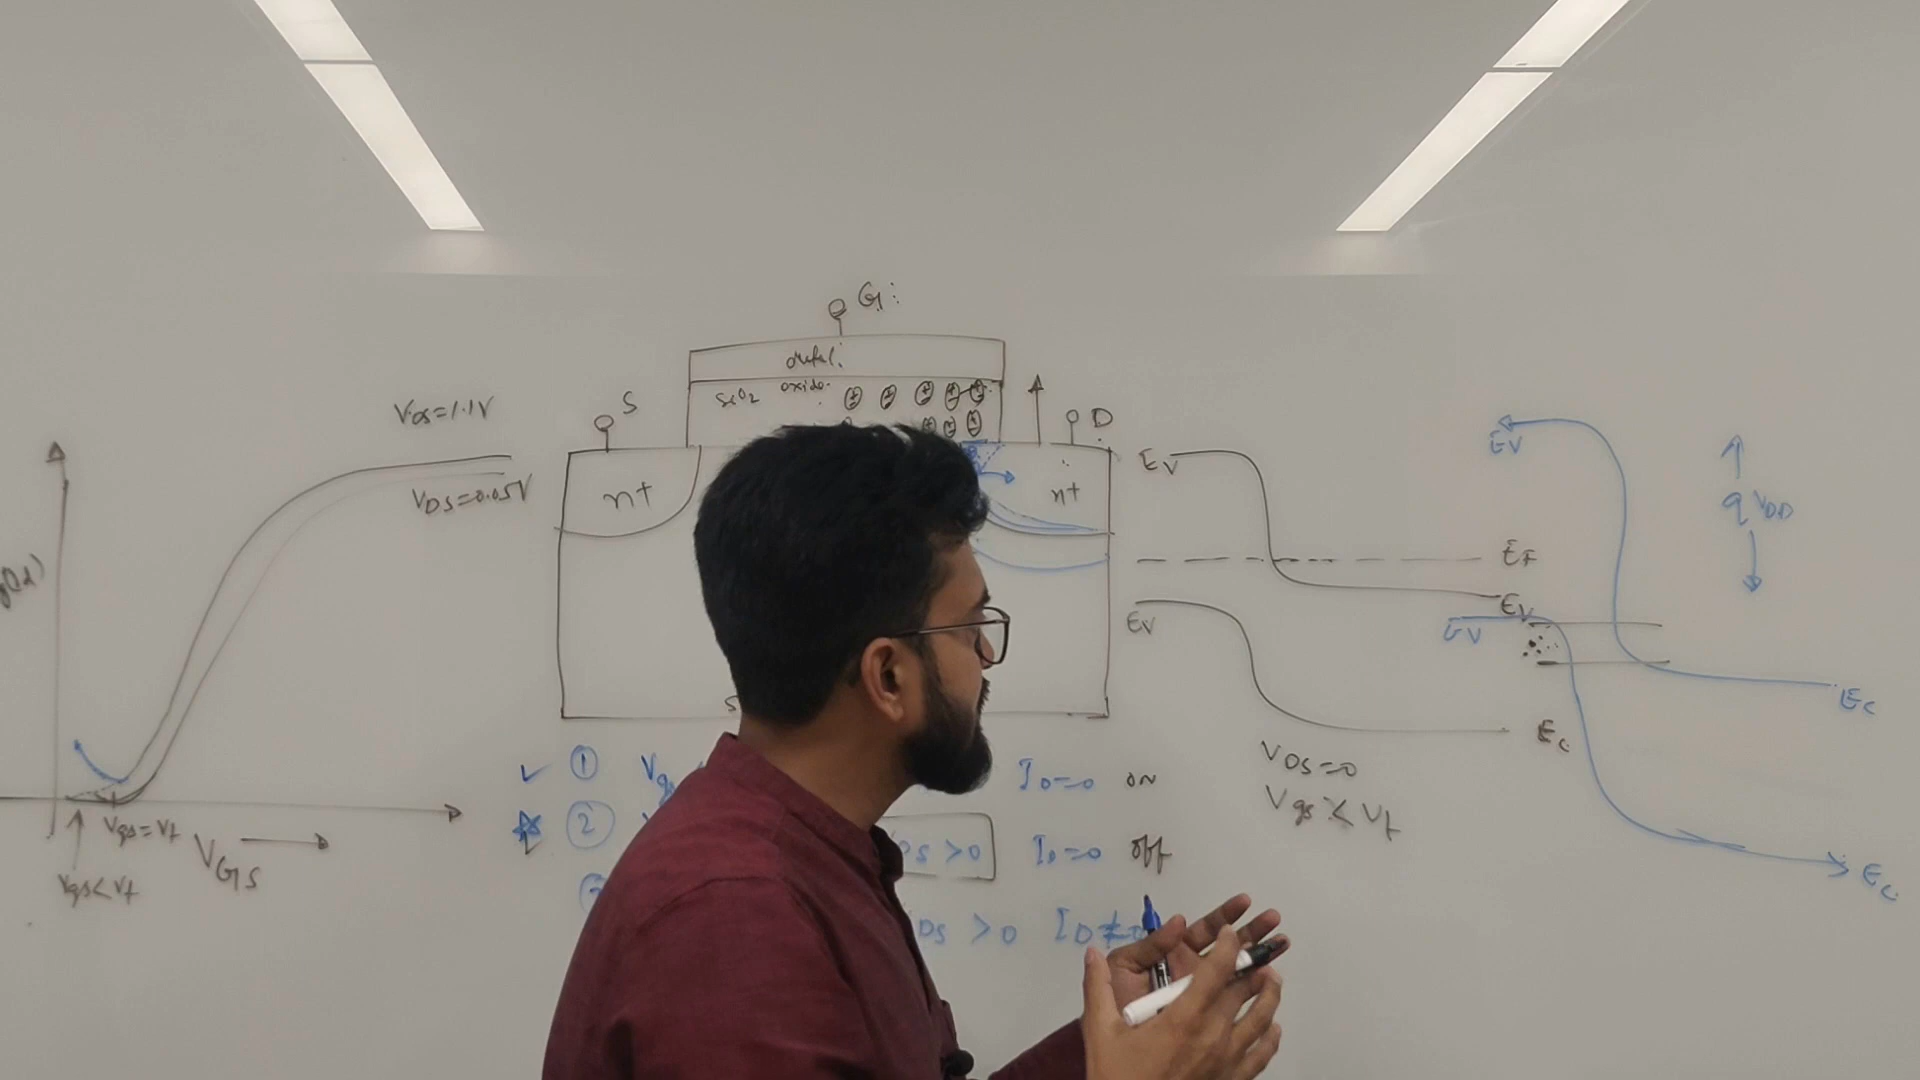 G:
metal.
SiO2 oxide.
S
D
n+
n+
VDS=1.1V
VDS=0.05V
Vgs=Vt
VGS
Vgs<Vt
EV
EF
EV
EV
EC
VDS=0
Vgs<Vt
EV
q VDD
EV
EC
EC
① Vgs ID=0 on
② DS >0 ID=0 off
DS >0 ID≠0